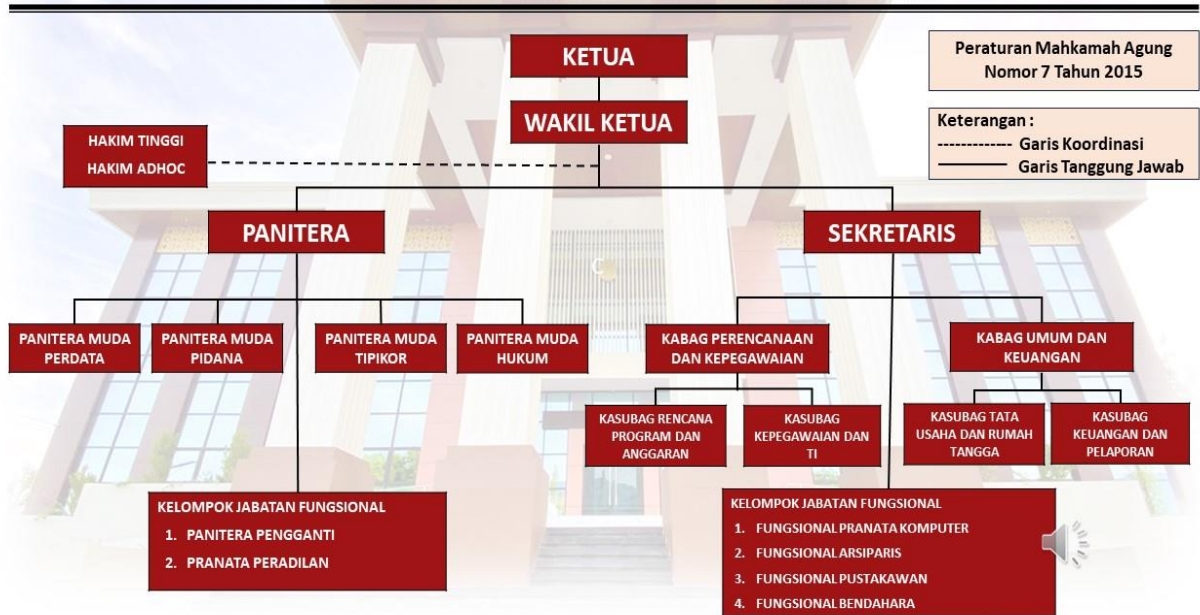 KETUA
Peraturan Mahkamah Agung
Nomor 7 Tahun 2015
WAKIL KETUA
Keterangan :
------------- Garis Koordinasi
Garis Tanggung Jawab
HAKIM TINGGI
HAKIM ADHOC
PANITERA
SEKRETARIS
PANITERA MUDA
PERDATA
PANITERA MUDA
PIDANA
PANITERA MUDA
TIPIKOR
PANITERA MUDA
HUKUM
KABAG PERENCANAAN
DAN KEPEGAWAIAN
KABAG UMUM DAN
KEUANGAN
KASUBAG RENCANA
PROGRAM DAN
ANGGARAN
KASUBAG
KEPEGAWAIAN DAN
TI
KASUBAG TATA
USAHA DAN RUMAH
TANGGA
KASUBAG
KEUANGAN DAN
PELAPORAN
KELOMPOK JABATAN FUNGSIONAL
1. PANITERA PENGGANTI
2. PRANATA PERADILAN
KELOMPOK JABATAN FUNGSIONAL
1. FUNGSIONAL PRANATA KOMPUTER
2. FUNGSIONAL ARSIPARIS
3. FUNGSIONAL PUSTAKAWAN
4. FUNGSIONAL BENDAHARA